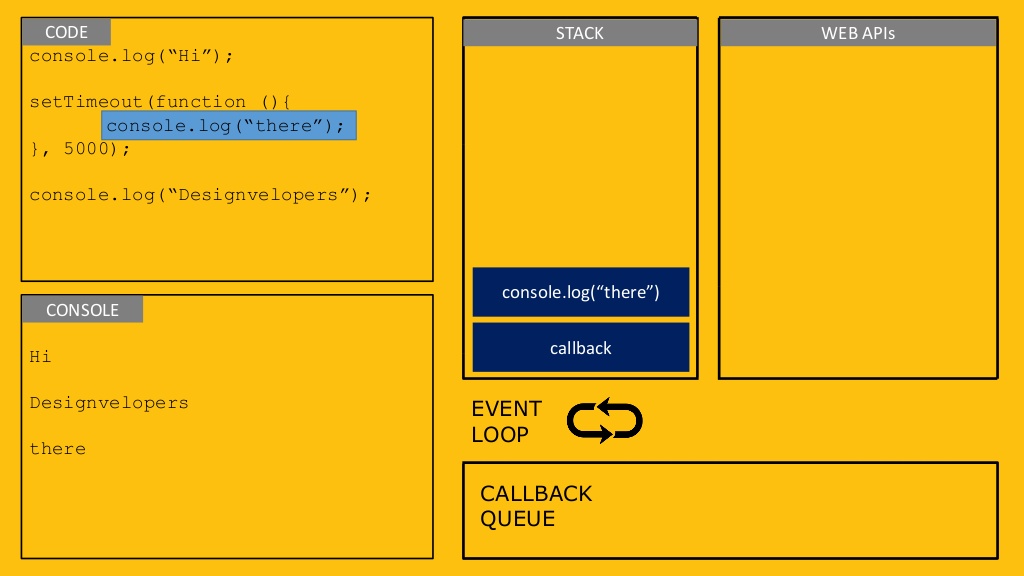 CODE
console.log(“Hi”);
setTimeout(function (){
console.log(“there”);
}, 5000);
console.log(“Designvelopers”);
CONSOLE
Hi
Designvelopers
there
STACK
console.log(“there”)
callback
WEB APIs
EVENT
LOOP
CALLBACK
QUEUE